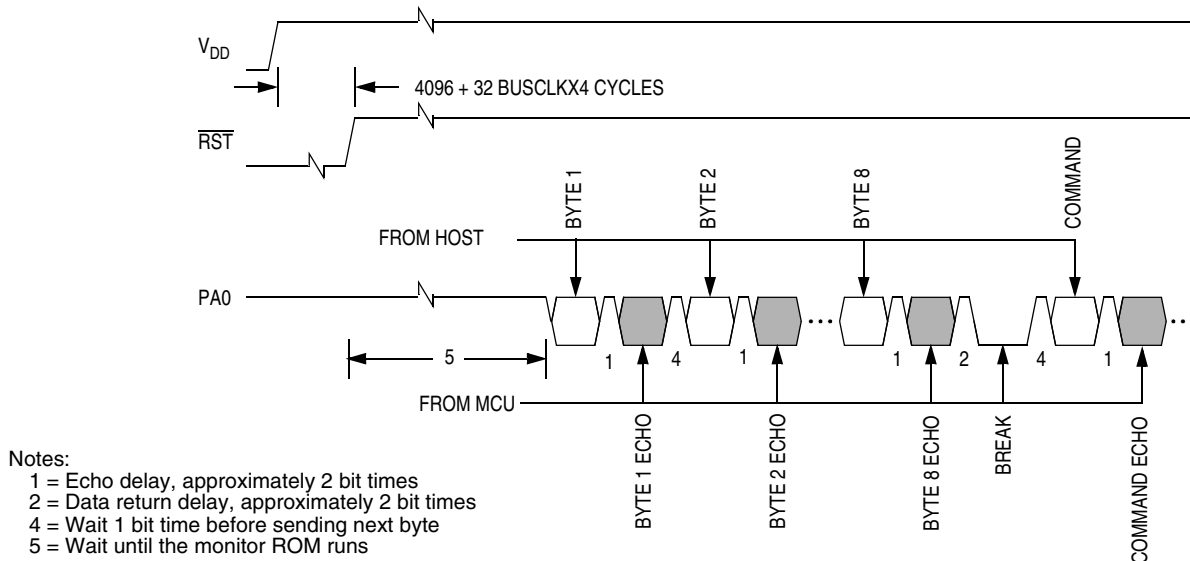 VDD
4096 + 32 BUSCLKX4 CYCLES
RST
BYTE 1
BYTE 2
BYTE 8
COMMAND
FROM HOST
PA0
5
1
4
1
...
1
2
4
1
..
FROM MCU
BYTE 1 ECHO
BYTE 2 ECHO
BYTE 8 ECHO
BREAK
COMMAND ECHO
Notes:
1 = Echo delay, approximately 2 bit times
2 = Data return delay, approximately 2 bit times
4 = Wait 1 bit time before sending next byte
5 = Wait until the monitor ROM runs